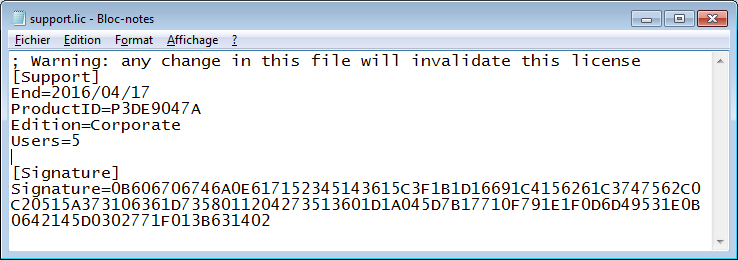 support.lic - Bloc-notes
Fichier Edition Format Affichage ?
; Warning: any change in this file will invalidate this license
[Support]
End=2016/04/17
ProductID=P3DE9047A
Edition=Corporate
Users=5
[Signature]
Signature=0B606706746A0E617152345143615C3F1B1D16691C4156261C3747562C0
C20515A373106361D7358011204273513601D1A045D7B17710F791E1F0D6D49531E0B
0642145D0302771F013B631402